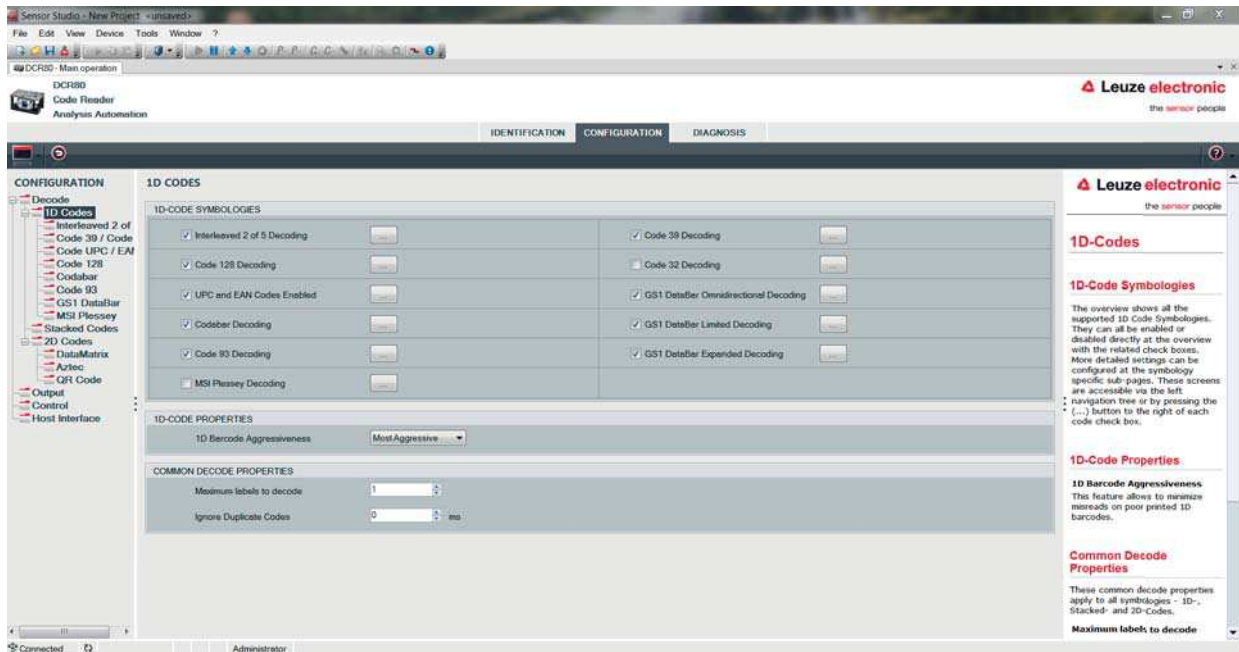 Sensor Studio - New Project <unsaved>
File Edit View Device Tools Window ?
DCR80 - Main operation
DCR80
Code Reader
Analysis Automation
Leuze electronic
the sensor people
IDENTIFICATION CONFIGURATION DIAGNOSIS
CONFIGURATION
Decode
1D Codes
Interleaved 2 of
Code 39 / Code
Code UPC / EAN
Code 128
Codabar
Code 93
GS1 DataBar
MSI Plessey
Stacked Codes
2D Codes
DataMatrix
Aztec
QR Code
Output
Control
Host Interface
1D CODES
1D-CODE SYMBOLOGIES
Interleaved 2 of 5 Decoding ...
Code 39 Decoding ...
Code 128 Decoding ...
Code 32 Decoding ...
UPC and EAN Codes Enabled ...
GS1 DataBar Omnidirectional Decoding ...
Codabar Decoding ...
GS1 DataBar Limited Decoding ...
Code 93 Decoding ...
GS1 DataBar Expanded Decoding ...
MSI Plessey Decoding ...
1D-CODE PROPERTIES
1D Barcode Aggressiveness Most Aggressive
COMMON DECODE PROPERTIES
Maximum labels to decode 1
Ignore Duplicate Codes 0 ms
Leuze electronic
the sensor people
1D-Codes
1D-Code Symbologies
The overview shows all the
supported 1D Code Symbologies.
They can all be enabled or
disabled directly at the overview
with the related check boxes.
More detailed settings can be
configured at the symbology
specific sub-pages. These screens
are accessible via the left
navigation tree or by pressing the
(...) button to the right of each
code check box.
1D-Code Properties
1D Barcode Aggressiveness
This feature allows to minimize
misreads on poor printed 1D
barcodes.
Common Decode
Properties
These common decode properties
apply to all symbologies - 1D-,
Stacked- and 2D-Codes.
Maximum labels to decode
Connected
Administrator